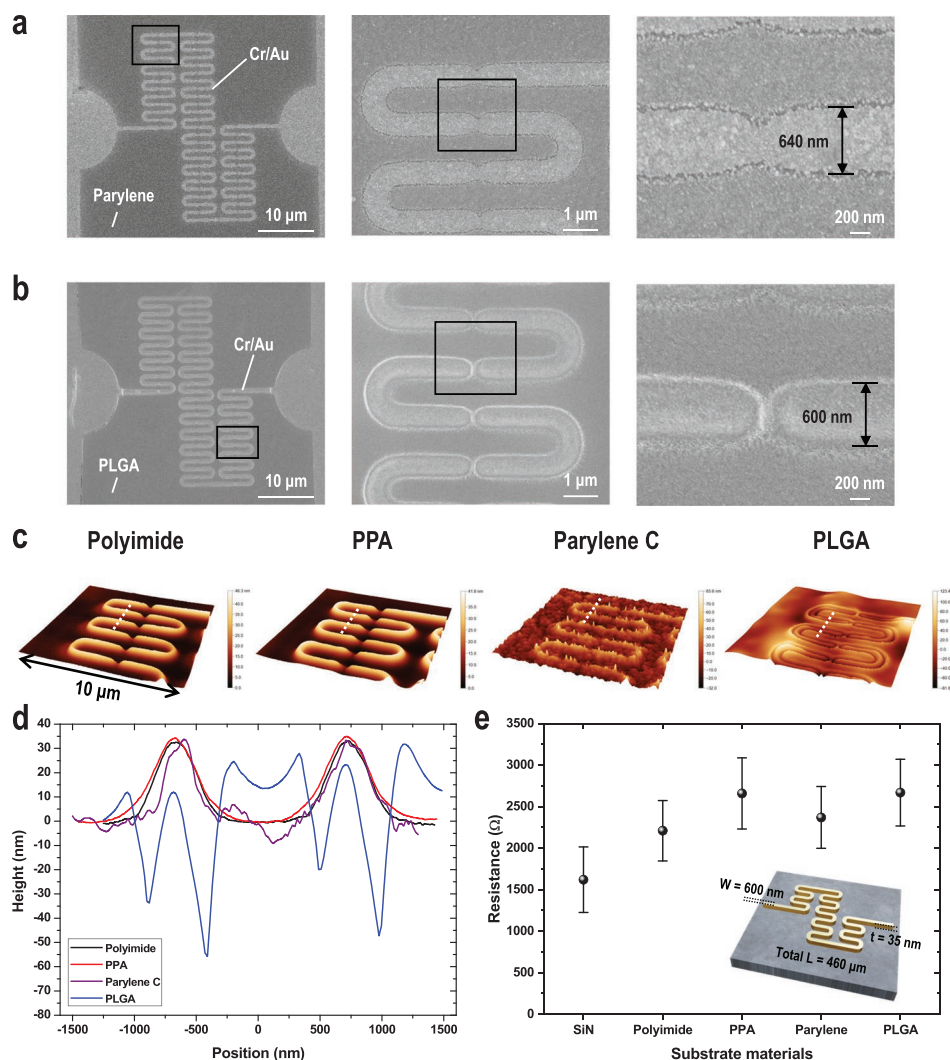 a
Cr/Au
Parylene
10 µm
1 µm
640 nm
200 nm
b
Cr/Au
PLGA
10 µm
1 µm
600 nm
200 nm
c
Polyimide
PPA
Parylene C
PLGA
10 µm
d
40
30
20
10
0
-10
-20
-30
-40
-50
-60
-70
-80
Height (nm)
Polyimide
PPA
Parylene C
PLGA
-1500
-1000
-500
0
500
1000
1500
Position (nm)
e
3500
3000
2500
2000
1500
1000
500
0
Resistance (Ω)
W = 600 nm
t = 35 nm
Total L = 460 µm
SiN
Polyimide
PPA
Parylene
PLGA
Substrate materials